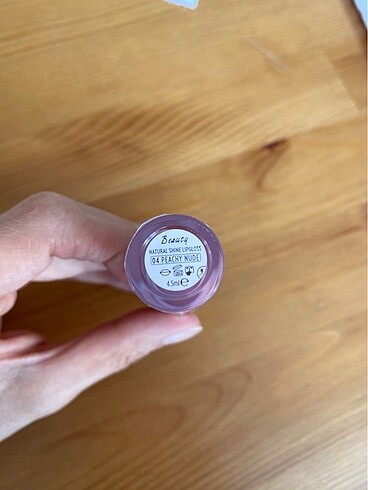 Beauty
NATURAL SHINE LIPGLOSS
04 PEACHY NUDE
4.5ml e